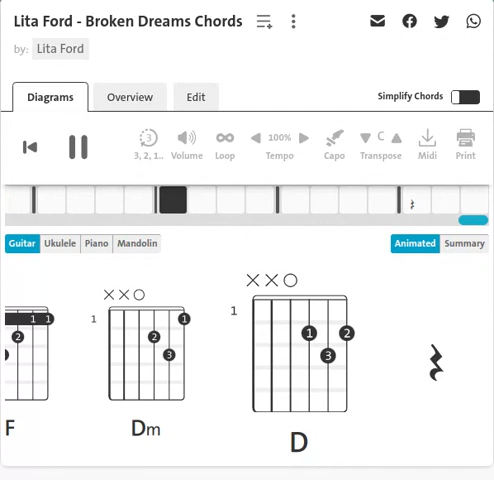 Lita Ford - Broken Dreams Chords
by: Lita Ford
Diagrams Overview Edit Simplify Chords
3 100% C
3, 2, 1.. Volume Loop Tempo Capo Transpose Midi Print
Guitar Ukulele Piano Mandolin Animated Summary
X X O
X X O
1
1 1
1
2
2
1 2
3
3
F
Dm
D